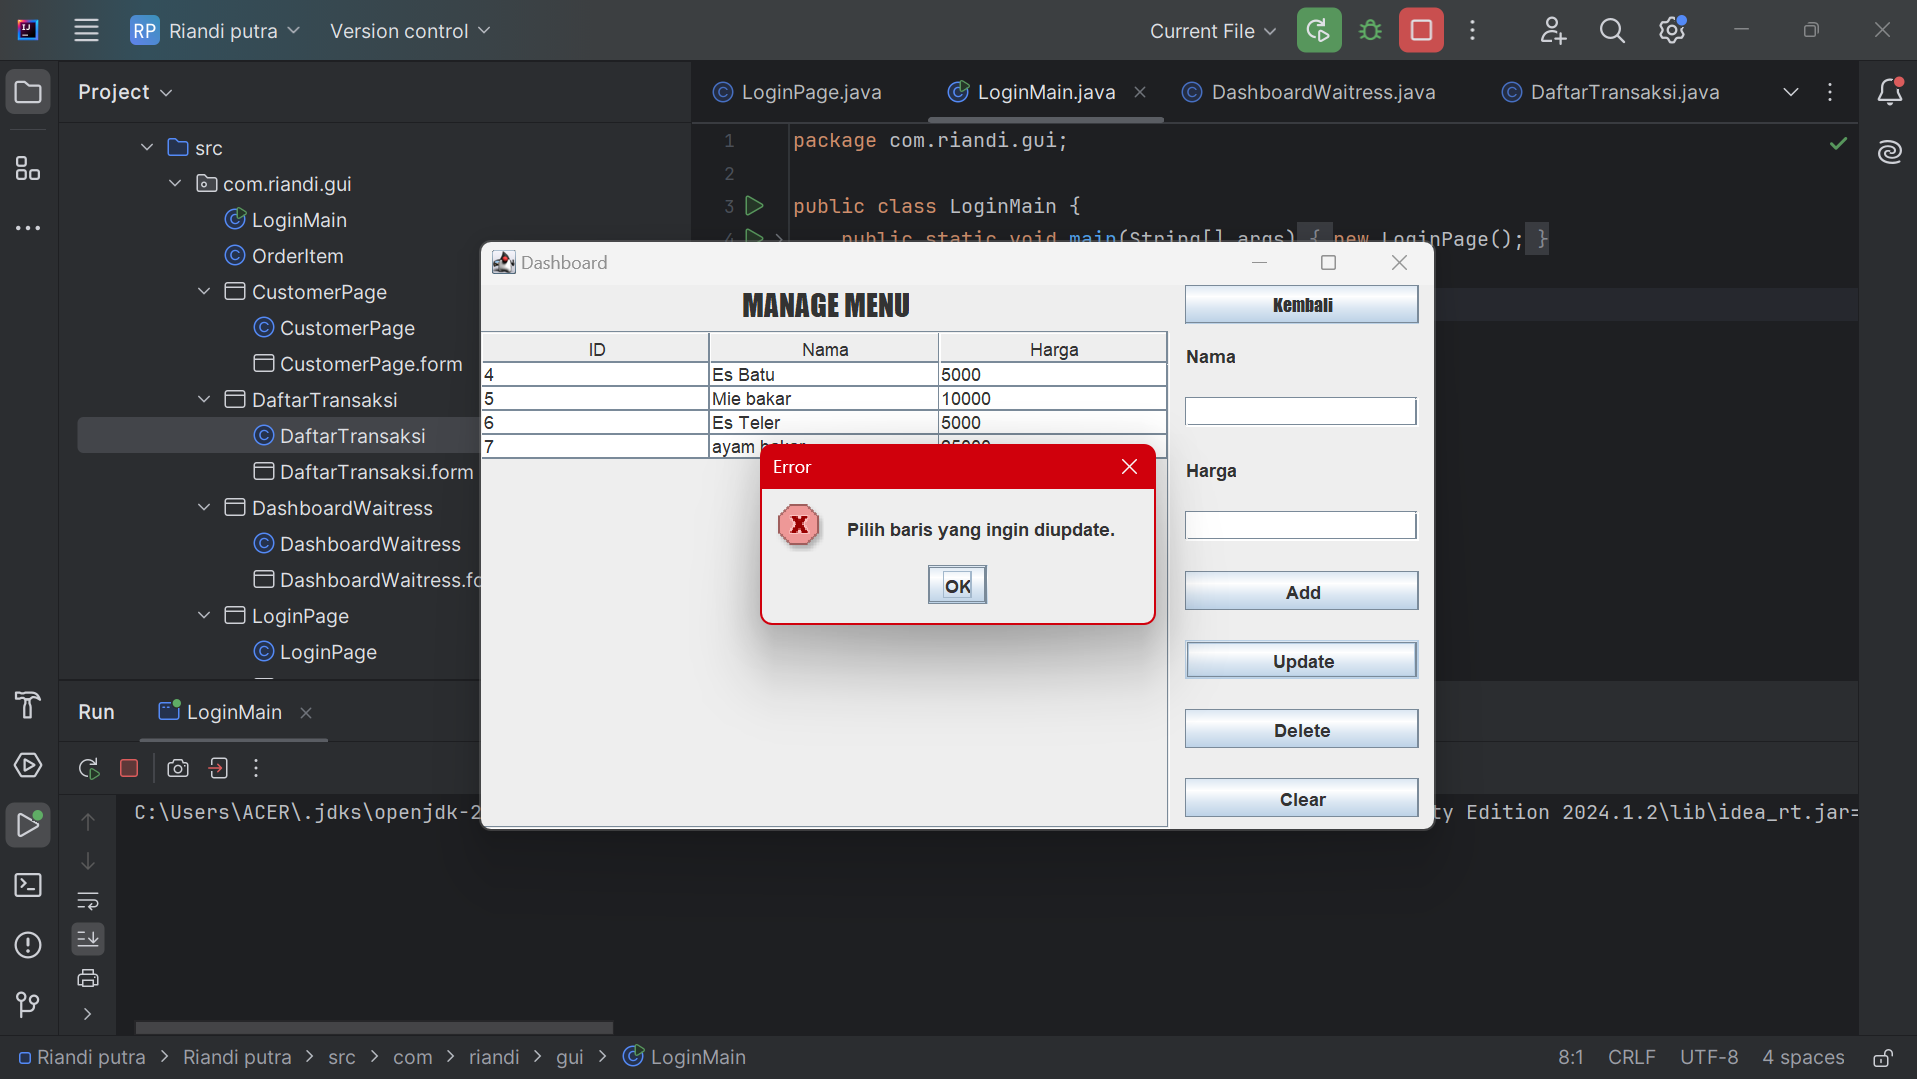 RP Riandi putra
Version control
Current File
Project
LoginPage.java
LoginMain.java
DashboardWaitress.java
DaftarTransaksi.java
src
com.riandi.gui
LoginMain
OrderItem
CustomerPage
CustomerPage
CustomerPage.form
DaftarTransaksi
DaftarTransaksi
DaftarTransaksi.form
DashboardWaitress
DashboardWaitress
DashboardWaitress.fo
LoginPage
LoginPage
1 package com.riandi.gui;
2
3 public class LoginMain {
4 public static void main(String[] args) { new LoginPage(); }
Dashboard
MANAGE MENU
Kembali
ID Nama Harga
4 Es Batu 5000
5 Mie bakar 10000
6 Es Teler 5000
7 ayam bakar
Nama
Harga
Add
Update
Delete
Clear
Error
Pilih baris yang ingin diupdate.
OK
Run
LoginMain
C:\Users\ACER\.jdks\openjdk-2
ty Edition 2024.1.2\lib\idea_rt.jar=
Riandi putra > Riandi putra > src > com > riandi > gui > LoginMain
8:1 CRLF UTF-8 4 spaces